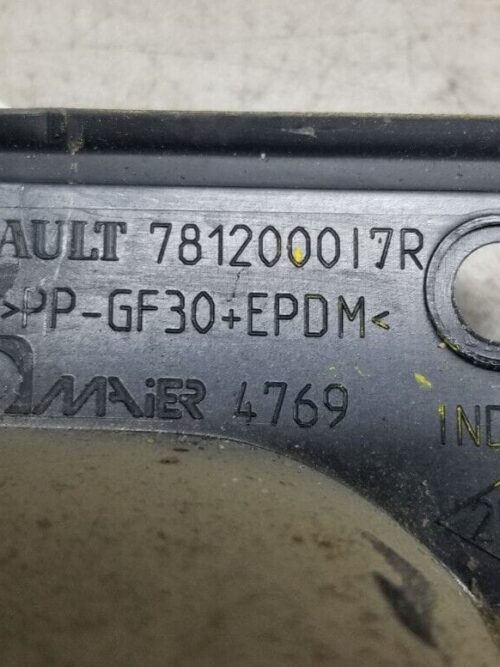 AULT 781200017R
>PP-GF30+EPDM<
MAiER 4769
IND